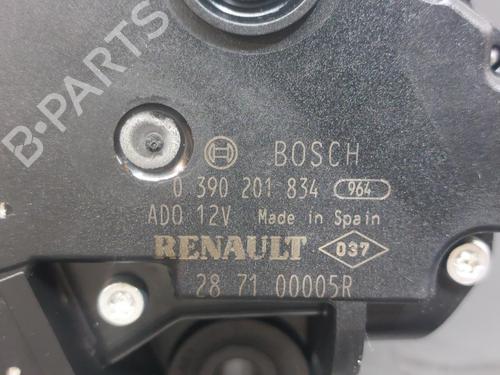 B-PARTS
BOSCH
0 390 201 834 964
ADO 12V Made in Spain
RENAULT 037
28 71 00005R